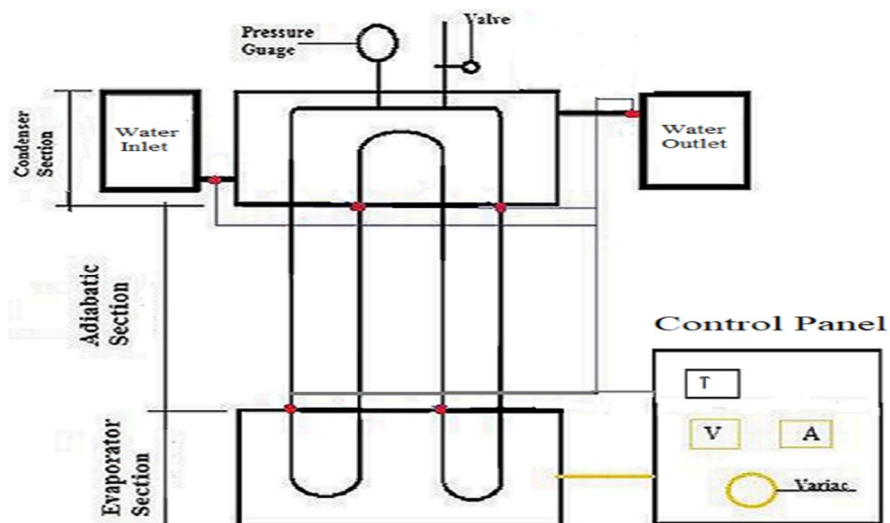 Valve
Pressure
Guage
Condenser
Section
Water
Inlet
Water
Outlet
Adiabatic
Section
Control Panel
T
V
A
Variac
Evaporator
Section